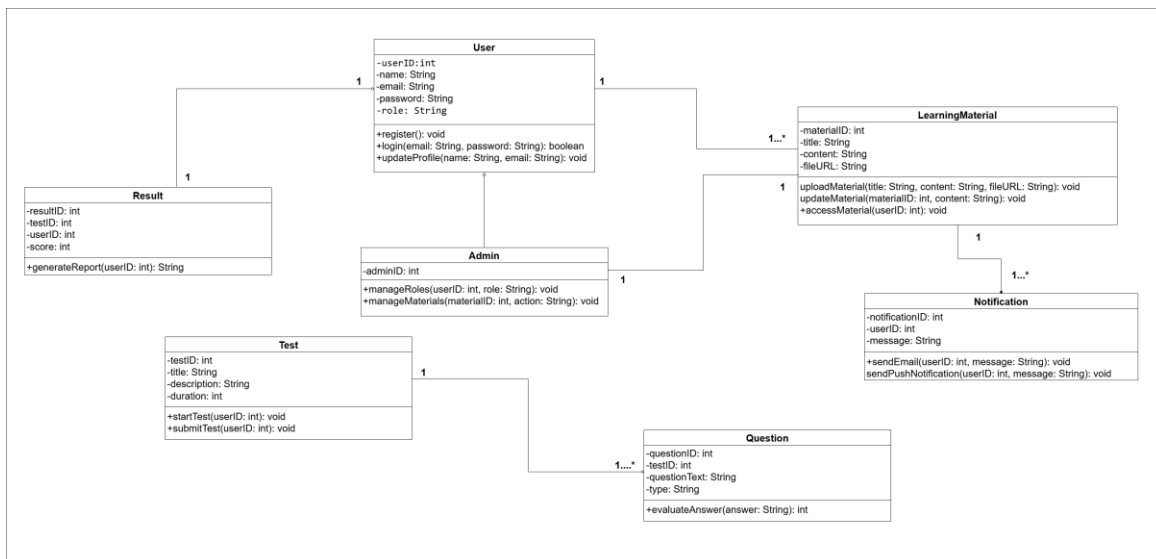 User
-userID:int
-name: String
-email: String
-password: String
-role: String
+register(): void
+login(email: String, password: String): boolean
+updateProfile(name: String, email: String): void
1
1
1
1...*
LearningMaterial
-materialID: int
-title: String
-content: String
-fileURL: String
uploadMaterial(title: String, content: String, fileURL: String): void
updateMaterial(materialID: int, content: String): void
+accessMaterial(userID: int): void
1
1
Result
-resultID: int
-testID: int
-userID: int
-score: int
+generateReport(userID: int): String
Admin
-adminID: int
+manageRoles(userID: int, role: String): void
+manageMaterials(materialID: int, action: String): void
1
1...*
Notification
-notificationID: int
-userID: int
-message: String
+sendEmail(userID: int, message: String): void
sendPushNotification(userID: int, message: String): void
Test
-testID: int
-title: String
-description: String
-duration: int
+startTest(userID: int): void
+submitTest(userID: int): void
1
1....*
Question
-questionID: int
-testID: int
-questionText: String
-type: String
+evaluateAnswer(answer: String): int